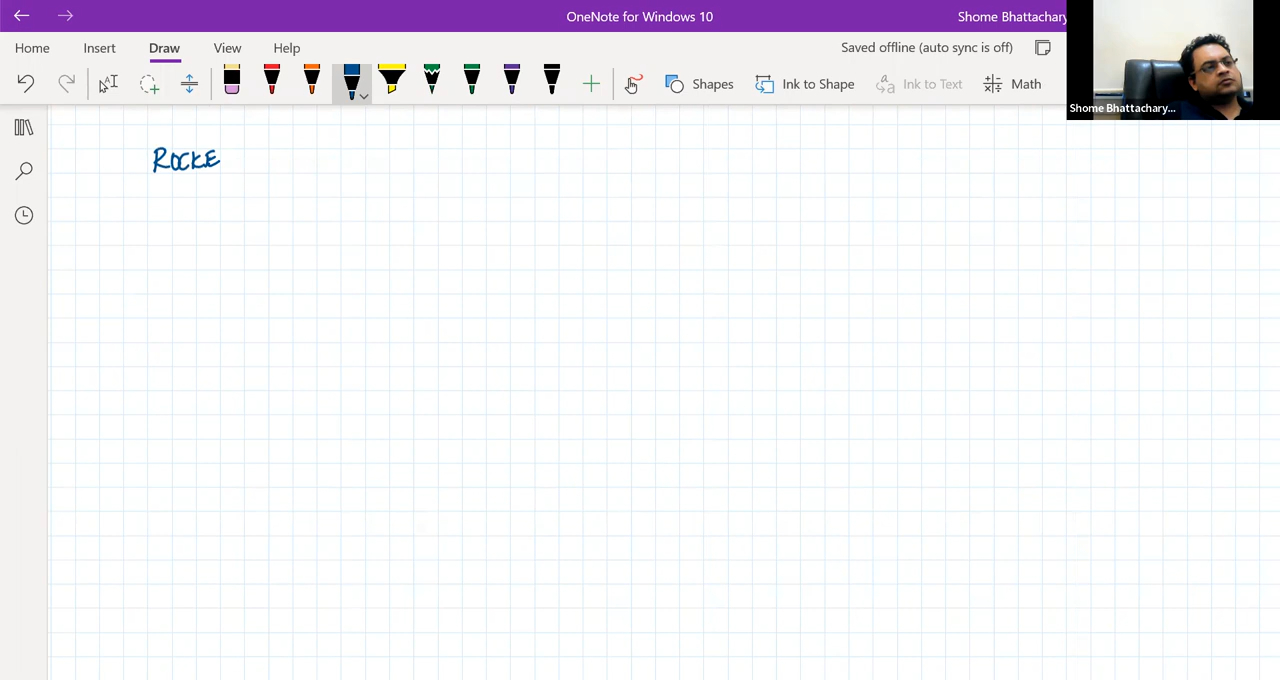 OneNote for Windows 10
Shome Bhattachary
Home Insert Draw View Help
Saved offline (auto sync is off)
Shapes Ink to Shape Ink to Text Math
Shome Bhattachary...
ROCKE